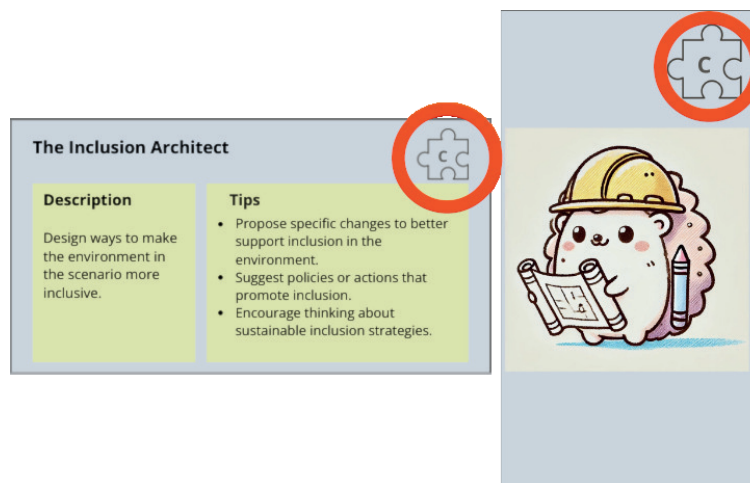 The Inclusion Architect
C
Description
Design ways to make
the environment in
the scenario more
inclusive.
Tips
• Propose specific changes to better
support inclusion in the
environment.
• Suggest policies or actions that
promote inclusion.
• Encourage thinking about
sustainable inclusion strategies.
C